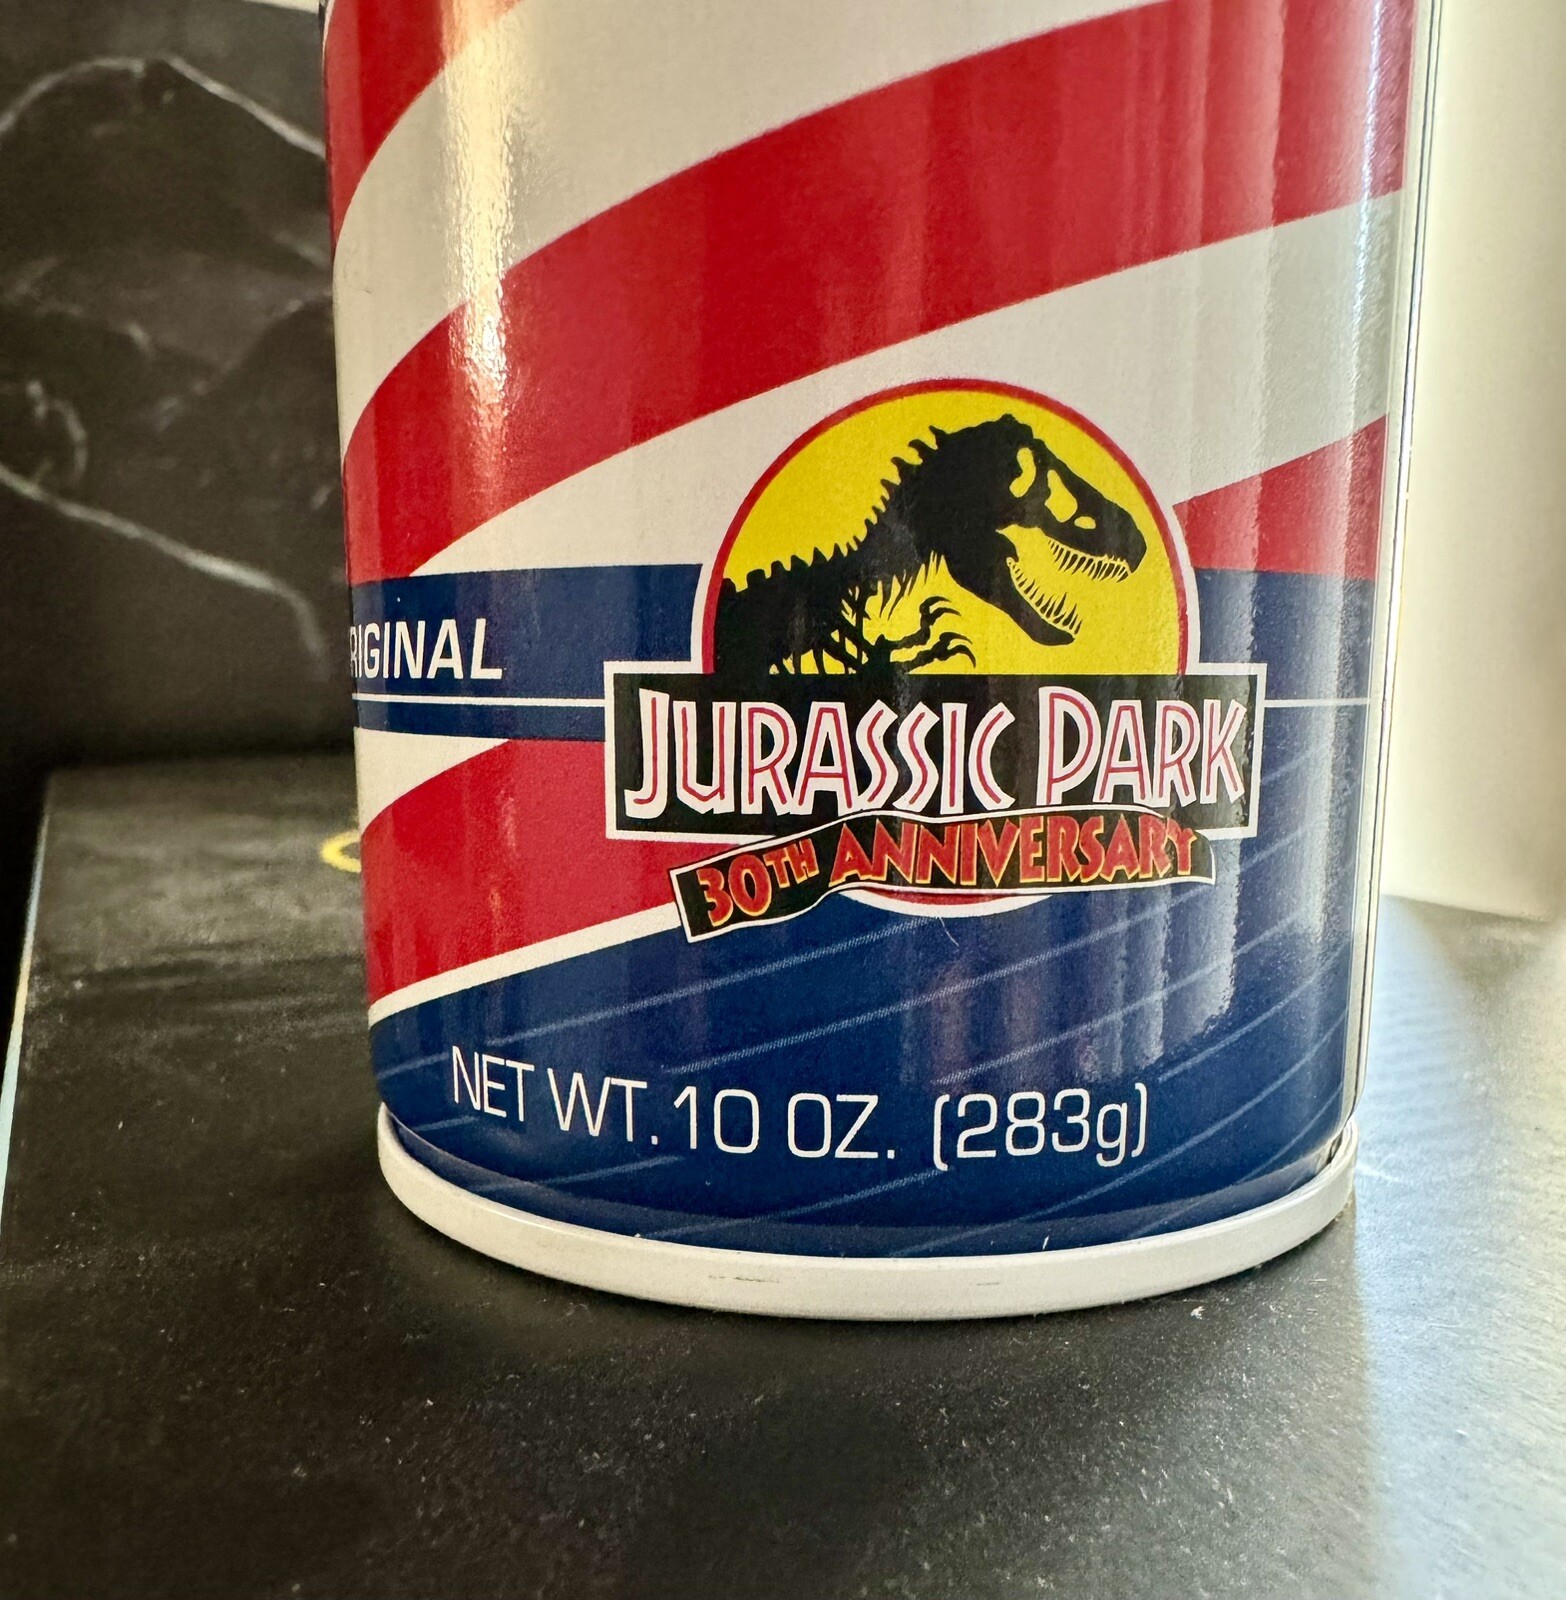 RIGINAL
JURASSIC PARK
30TH ANNIVERSARY
NET WT. 10 OZ. (283g)